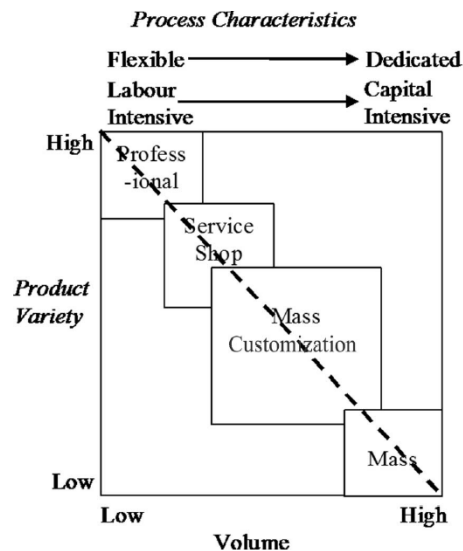 Process Characteristics
Flexible Dedicated
Labour Capital
Intensive Intensive
High
Profess
-ional
Service
Shop
Product
Variety
Mass
Customization
Mass
Low
Low High
Volume